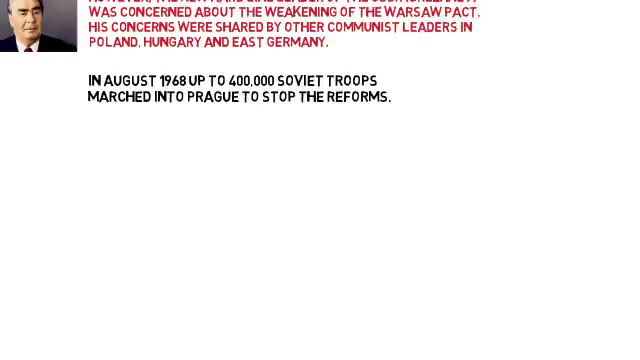 WAS CONCERNED ABOUT THE WEAKENING OF THE WARSAW PACT.
HIS CONCERNS WERE SHARED BY OTHER COMMUNIST LEADERS IN
POLAND, HUNGARY AND EAST GERMANY.
IN AUGUST 1968 UP TO 400,000 SOVIET TROOPS
MARCHED INTO PRAGUE TO STOP THE REFORMS.